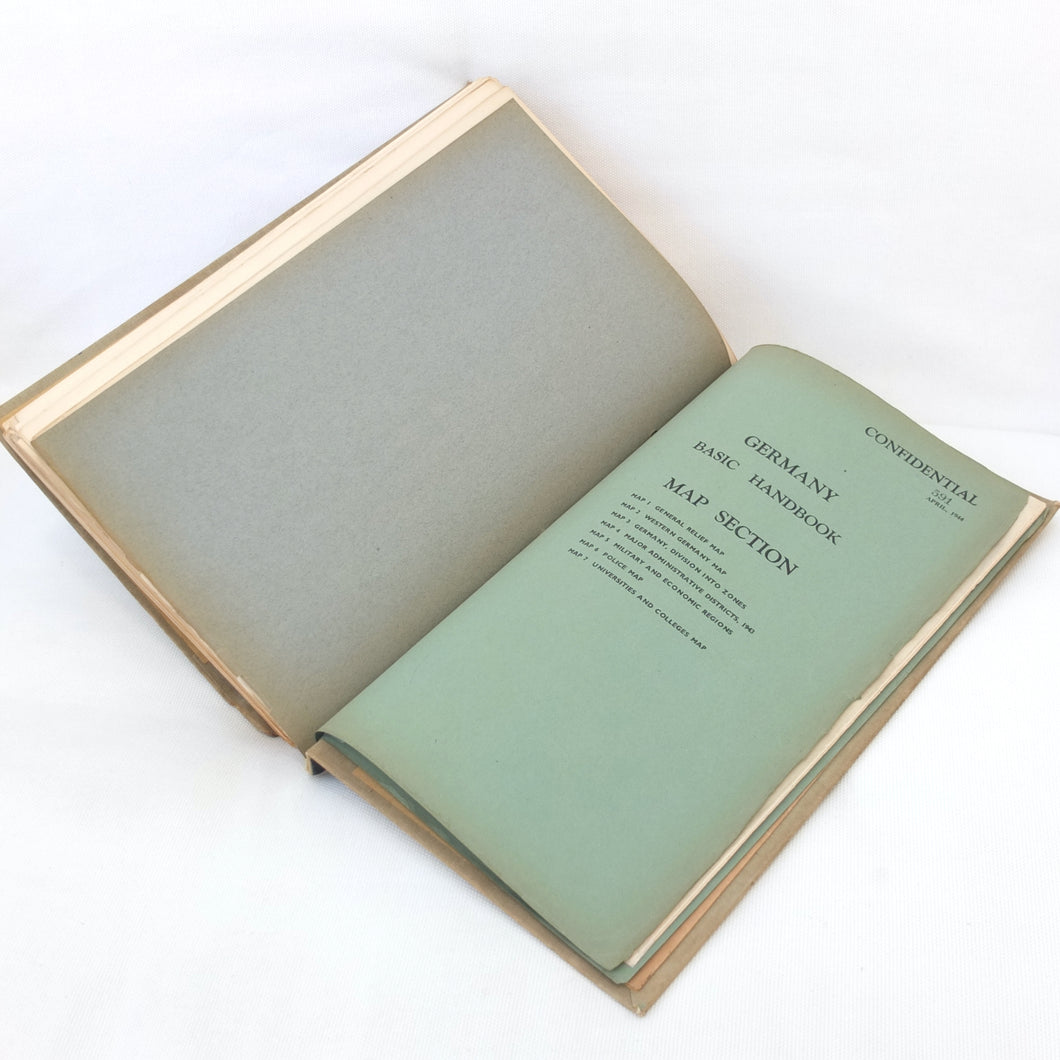 CONFIDENTIAL
591
APRIL, 1944
GERMANY
BASIC HANDBOOK
MAP SECTION
MAP 1 GENERAL RELIEF MAP
MAP 2 WESTERN GERMANY MAP
MAP 3 GERMANY, DIVISION INTO ZONES
MAP 4 MAJOR ADMINISTRATIVE DISTRICTS, 1943
MAP 5 MILITARY AND ECONOMIC REGIONS
MAP 6 POLICE MAP
MAP 7 UNIVERSITIES AND COLLEGES MAP